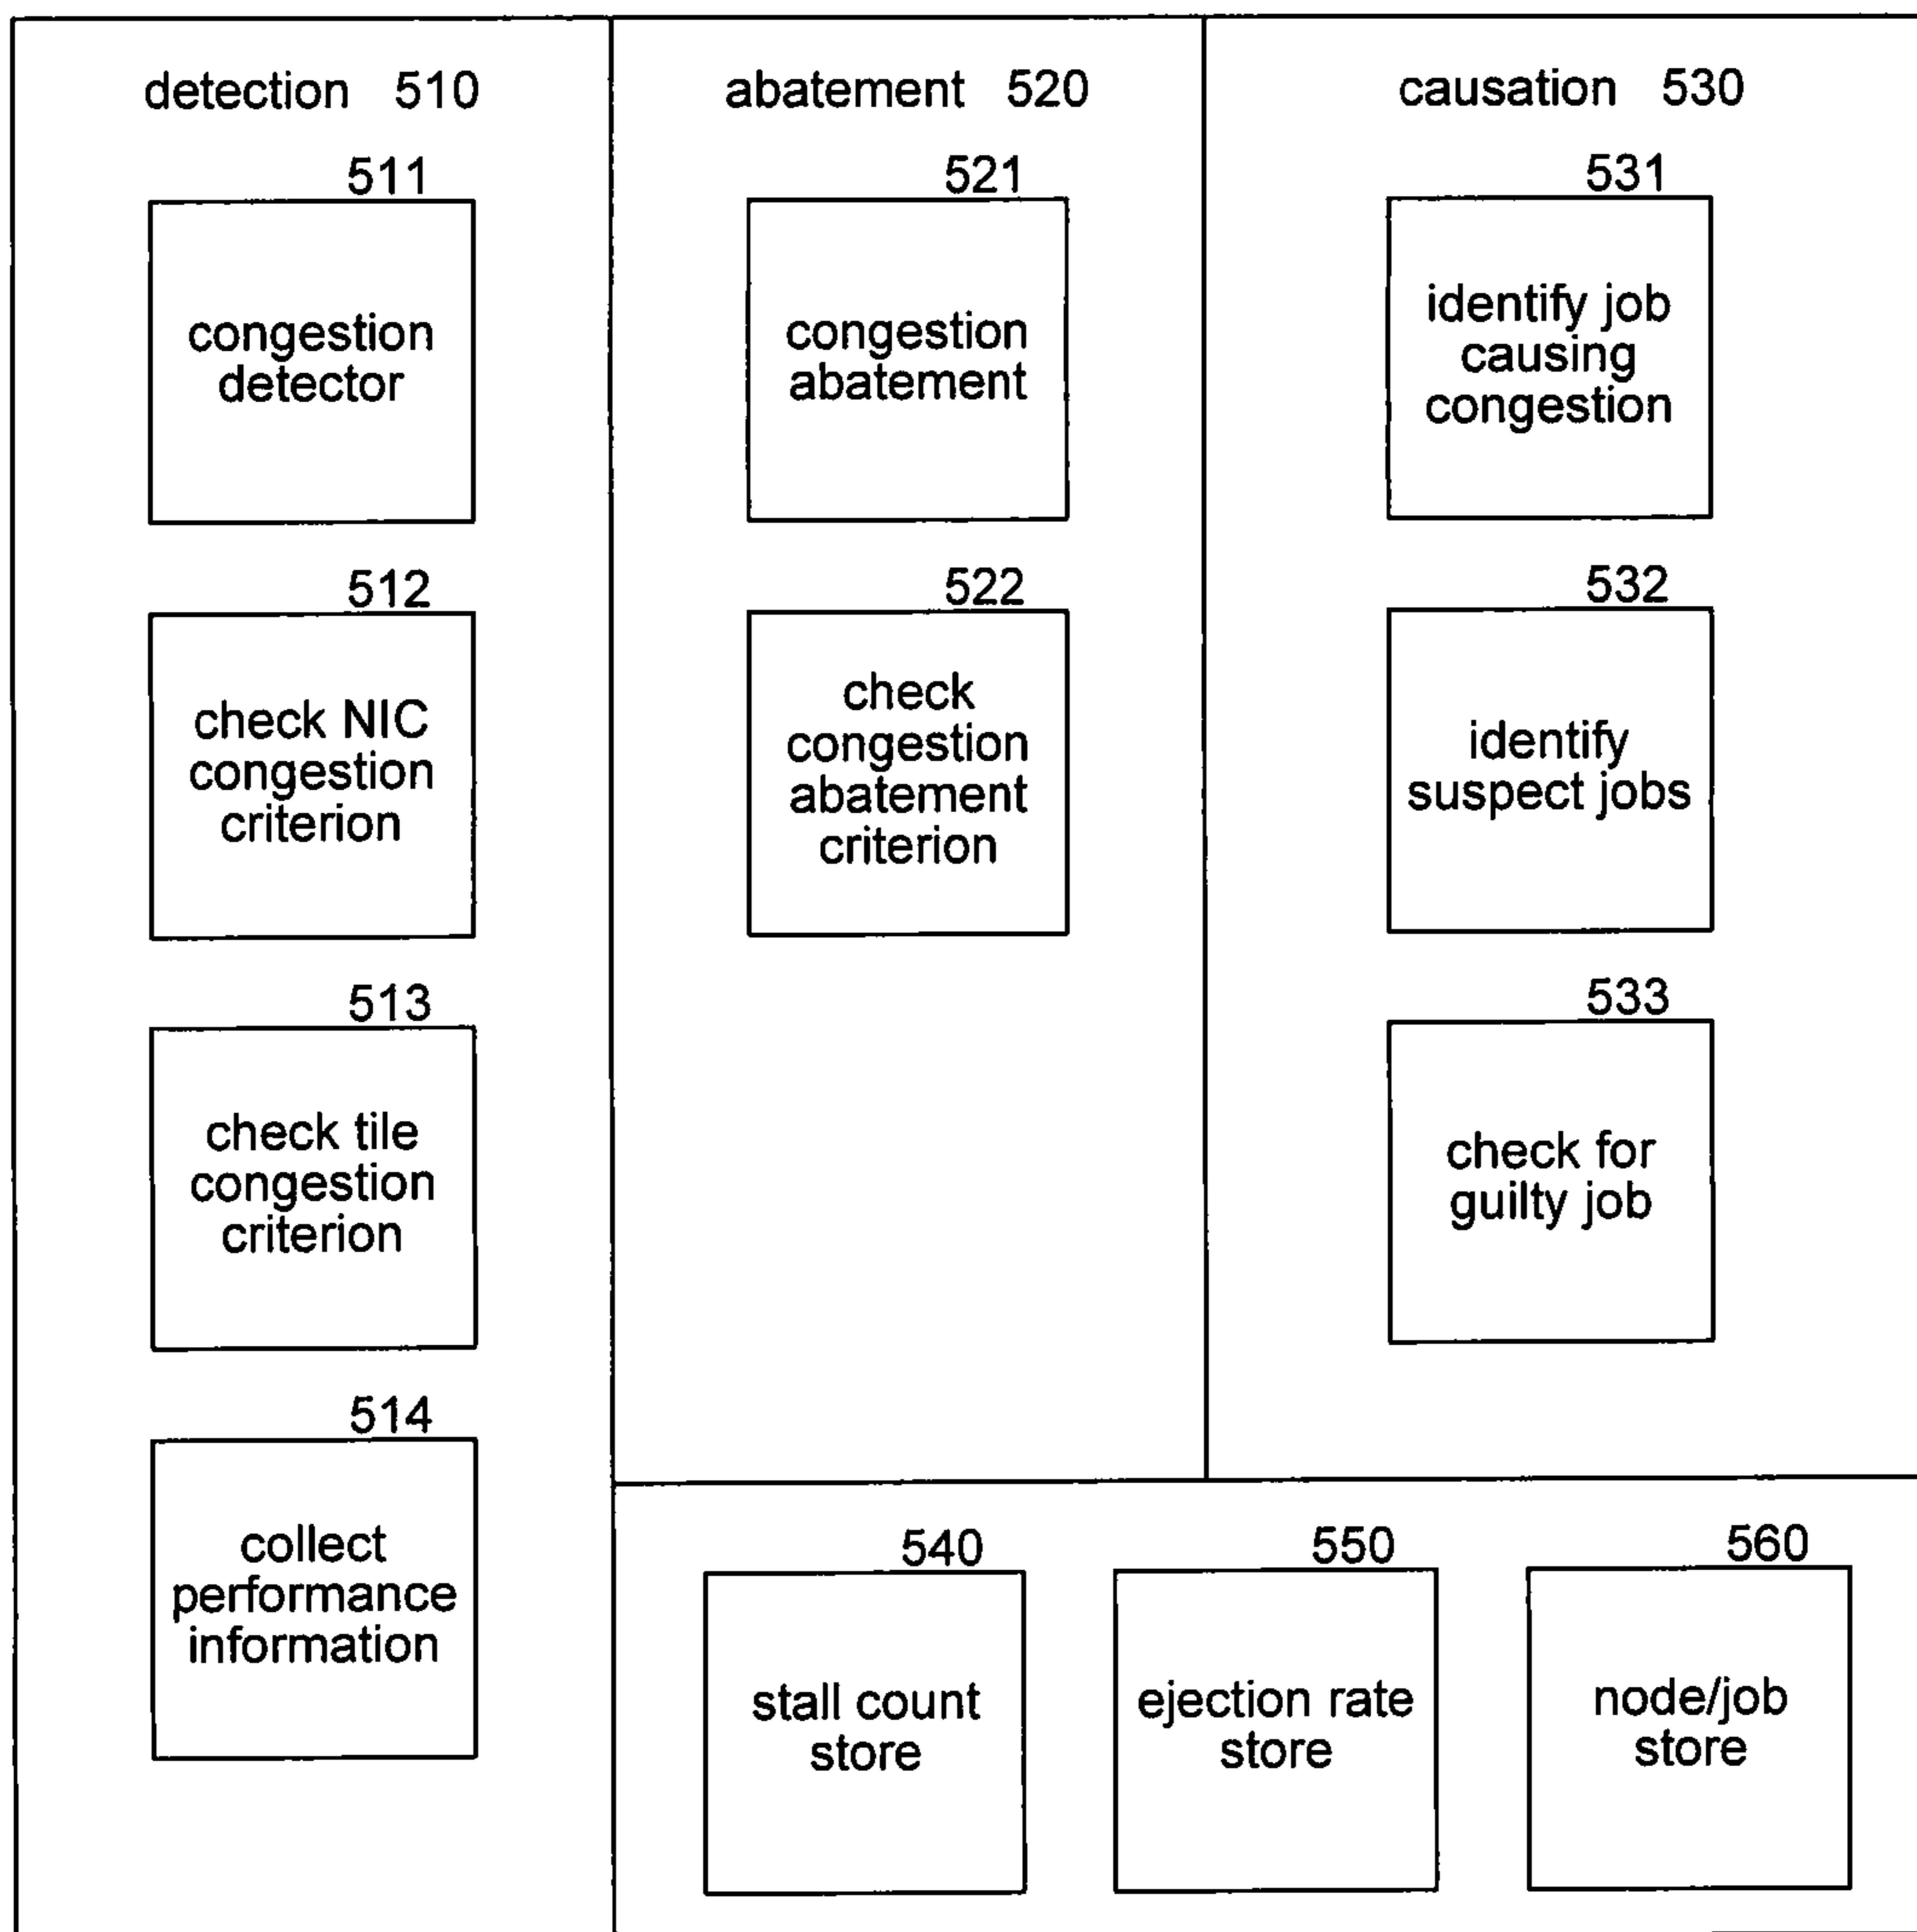 detection 510
511
congestion
detector
512
check NIC
congestion
criterion
513
check tile
congestion
criterion
514
collect
performance
information
abatement 520
521
congestion
abatement
522
check
congestion
abatement
criterion
causation 530
531
identify job
causing
congestion
532
identify
suspect jobs
533
check for
guilty job
540
stall count
store
550
ejection rate
store
560
node/job
store